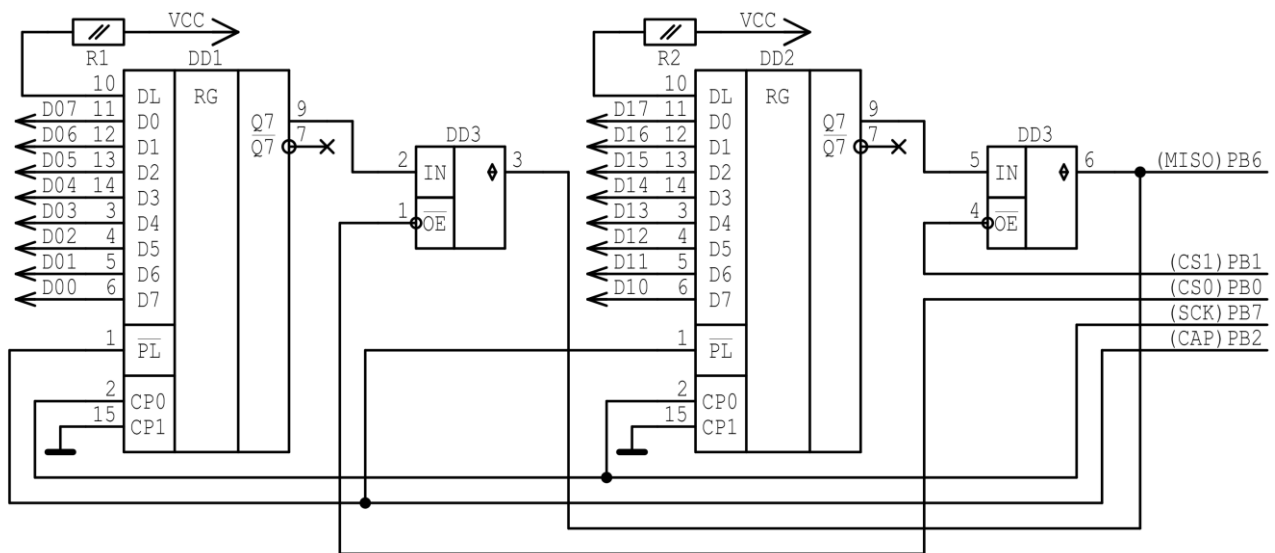 VCC
R1
DD1
10
DL
RG
D07
11
D0
Q7
9
D06
12
D1
Q7
7
D05
13
D2
D04
14
D3
D03
3
D4
D02
4
D5
D01
5
D6
D00
6
D7
1
PL
2
CP0
15
CP1
DD3
2
IN
3
1
OE
VCC
R2
DD2
10
DL
RG
D17
11
D0
Q7
9
D16
12
D1
Q7
7
D15
13
D2
D14
14
D3
D13
3
D4
D12
4
D5
D11
5
D6
D10
6
D7
1
PL
2
CP0
15
CP1
DD3
5
IN
6
4
OE
(MISO)PB6
(CS1)PB1
(CS0)PB0
(SCK)PB7
(CAP)PB2